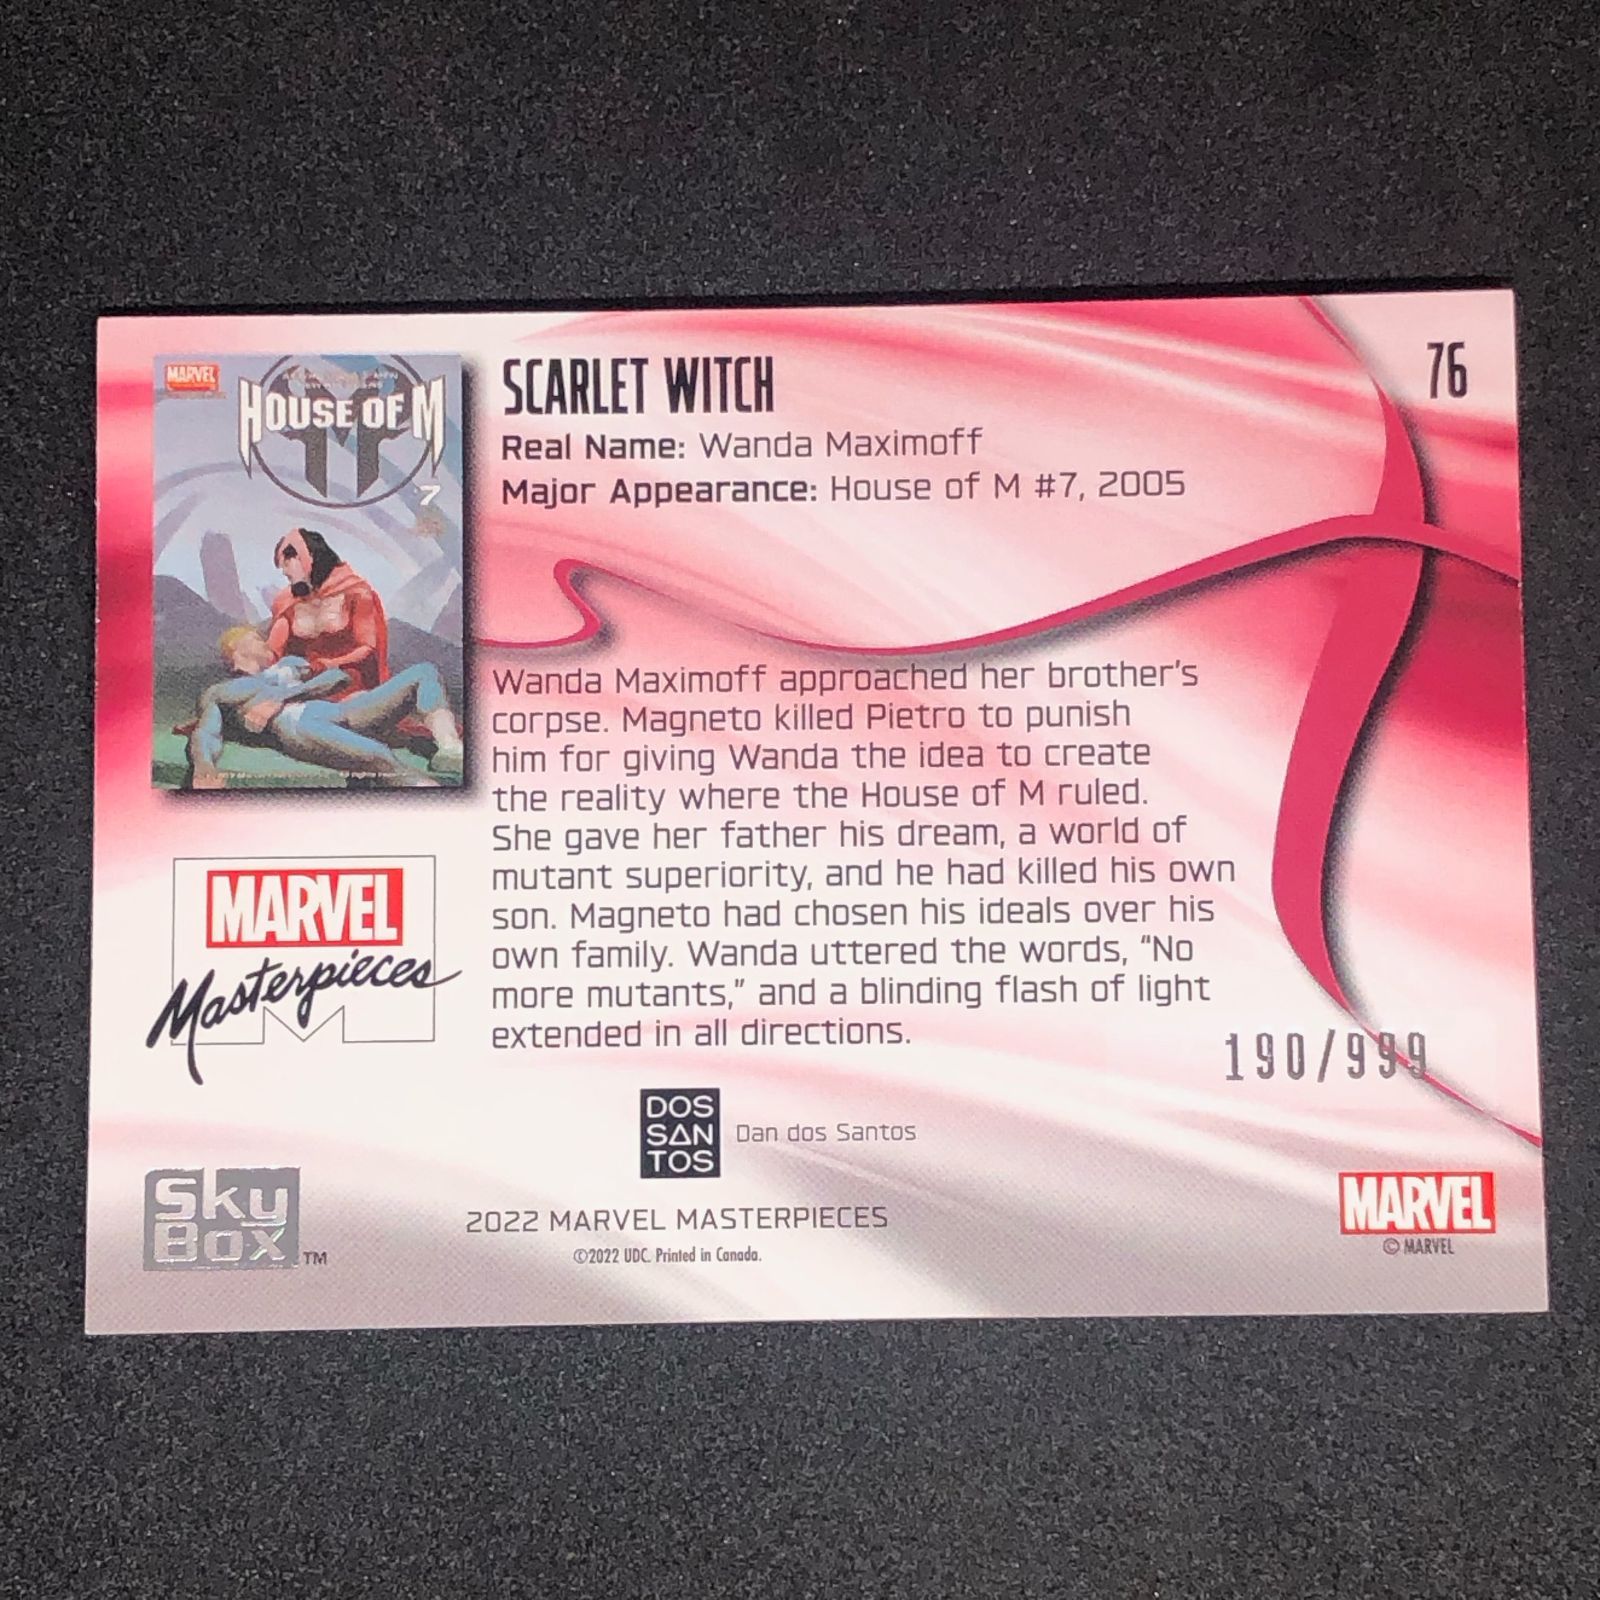 MARVEL
HOUSE OF M
7
SCARLET WITCH
76
Real Name: Wanda Maximoff
Major Appearance: House of M #7, 2005
Wanda Maximoff approached her brother's
corpse. Magneto killed Pietro to punish
him for giving Wanda the idea to create
the reality where the House of M ruled.
She gave her father his dream, a world of
mutant superiority, and he had killed his own
son. Magneto had chosen his ideals over his
own family. Wanda uttered the words, "No
more mutants," and a blinding flash of light
extended in all directions.
MARVEL
Masterpieces
190/999
DOS
SAN
TOS
Dan dos Santos
Sky
Box TM
2022 MARVEL MASTERPIECES
©2022 UDC. Printed in Canada.
MARVEL
© MARVEL